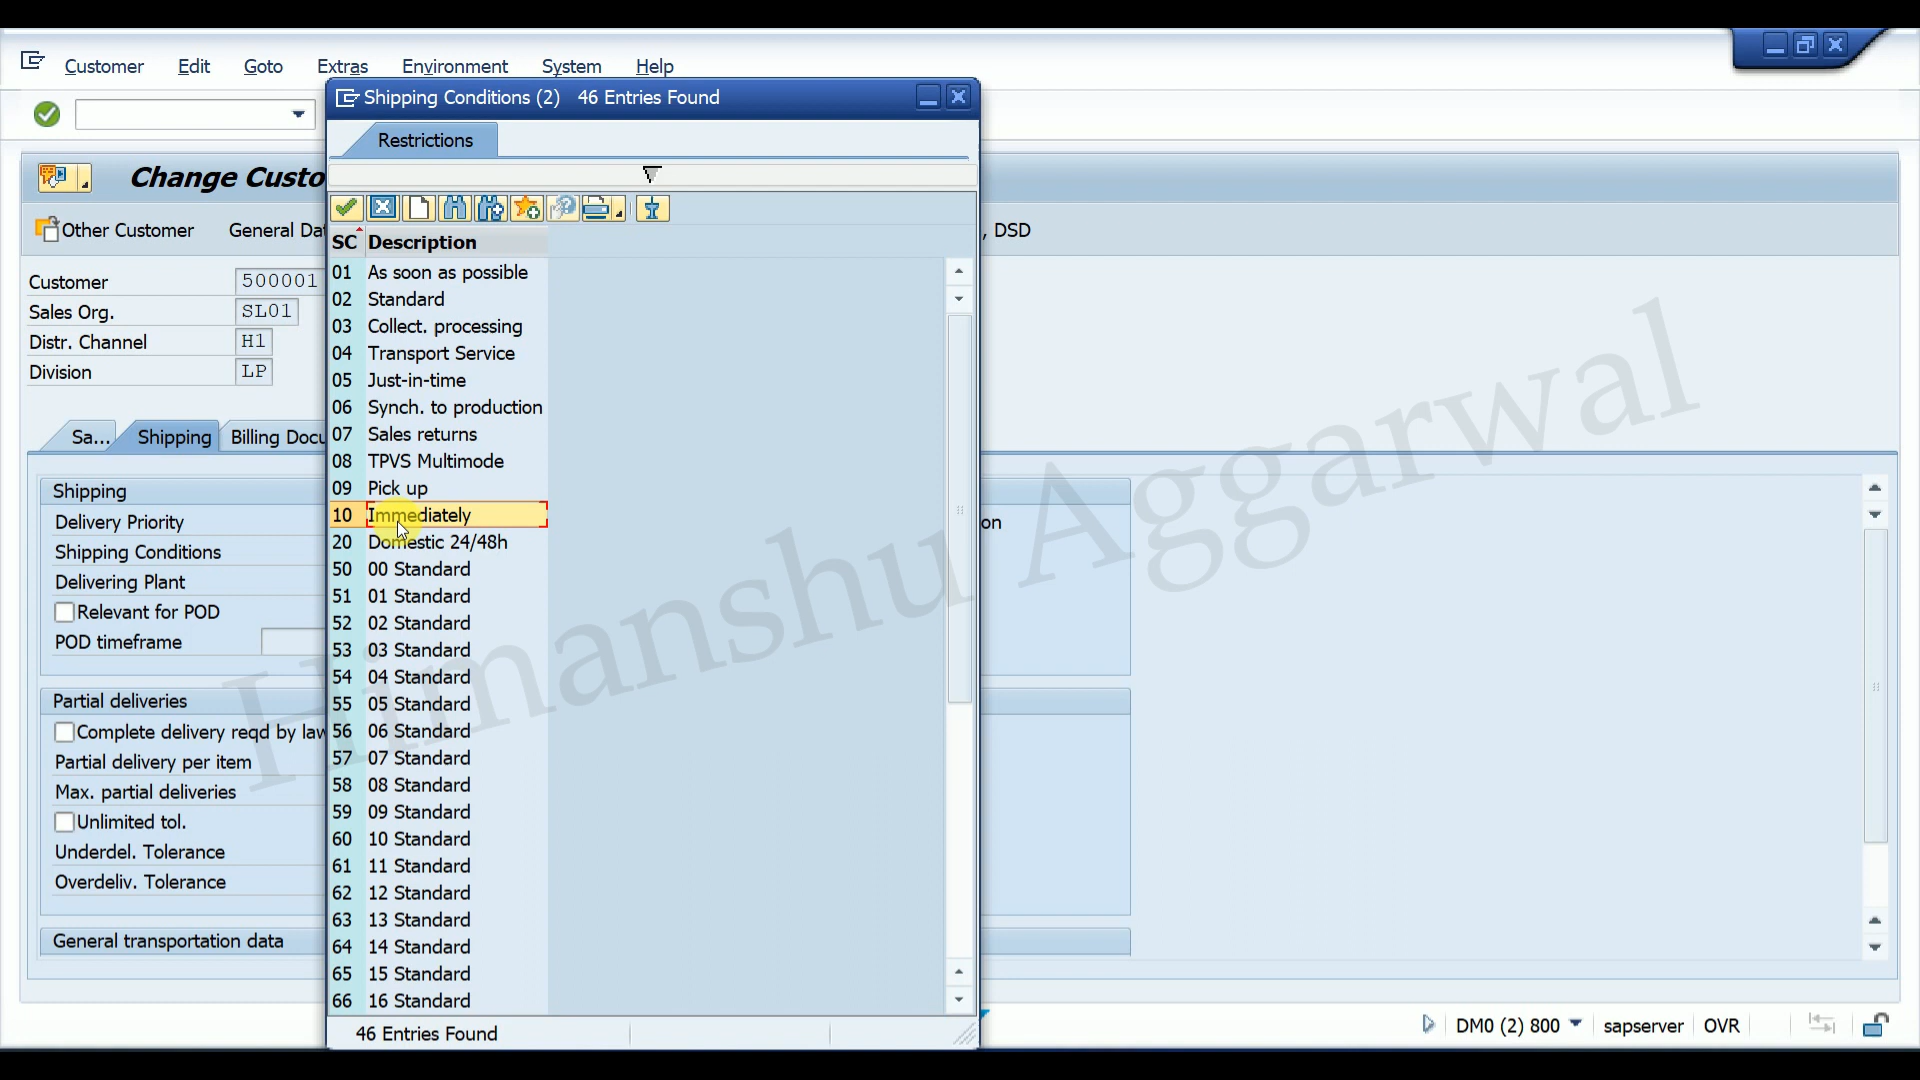 Customer Edit Goto Extras Environment System Help
Shipping Conditions (2) 46 Entries Found
Restrictions
Change Custo
Other Customer General Dat , DSD
SC Description
Customer 500001
Sales Org. SL01
Distr. Channel H1
Division LP
01 As soon as possible
02 Standard
03 Collect. processing
04 Transport Service
05 Just-in-time
06 Synch. to production
07 Sales returns
08 TPVS Multimode
09 Pick up
10 Immediately
20 Domestic 24/48h
50 00 Standard
51 01 Standard
52 02 Standard
53 03 Standard
54 04 Standard
55 05 Standard
56 06 Standard
57 07 Standard
58 08 Standard
59 09 Standard
60 10 Standard
61 11 Standard
62 12 Standard
63 13 Standard
64 14 Standard
65 15 Standard
66 16 Standard
46 Entries Found
Sa... Shipping Billing Docu
Shipping
Delivery Priority on
Shipping Conditions
Delivering Plant
Relevant for POD
POD timeframe
Partial deliveries
Complete delivery reqd by law
Partial delivery per item
Max. partial deliveries
Unlimited tol.
Underdel. Tolerance
Overdeliv. Tolerance
General transportation data
DM0 (2) 800 sapserver OVR
Himanshu Aggarwal